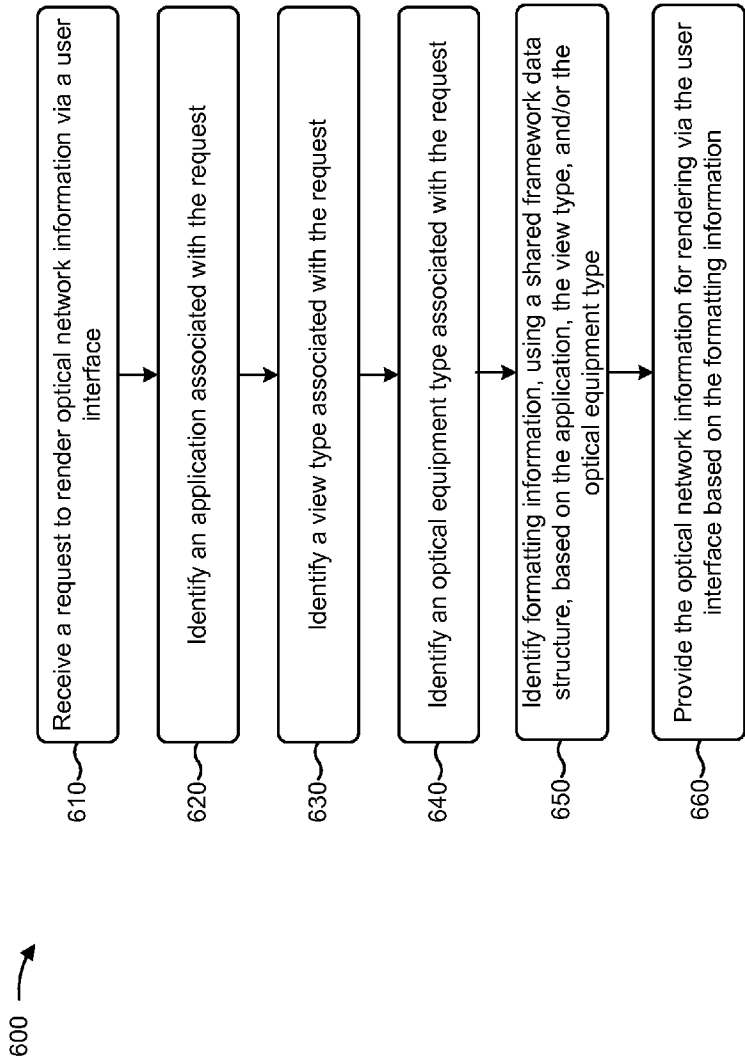 600
610
Receive a request to render optical network information via a user
interface
620
Identify an application associated with the request
630
Identify a view type associated with the request
640
Identify an optical equipment type associated with the request
650
Identify formatting information, using a shared framework data
structure, based on the application, the view type, and/or the
optical equipment type
660
Provide the optical network information for rendering via the user
interface based on the formatting information